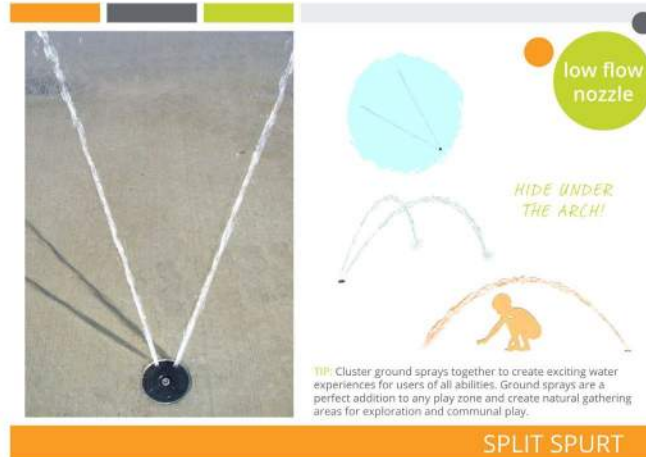 low flow
nozzle
HIDE UNDER
THE ARCH!
TIP: Cluster ground sprays together to create exciting water
experiences for users of all abilities. Ground sprays are a
perfect addition to any play zone and create natural gathering
areas for exploration and communal play.
SPLIT SPURT